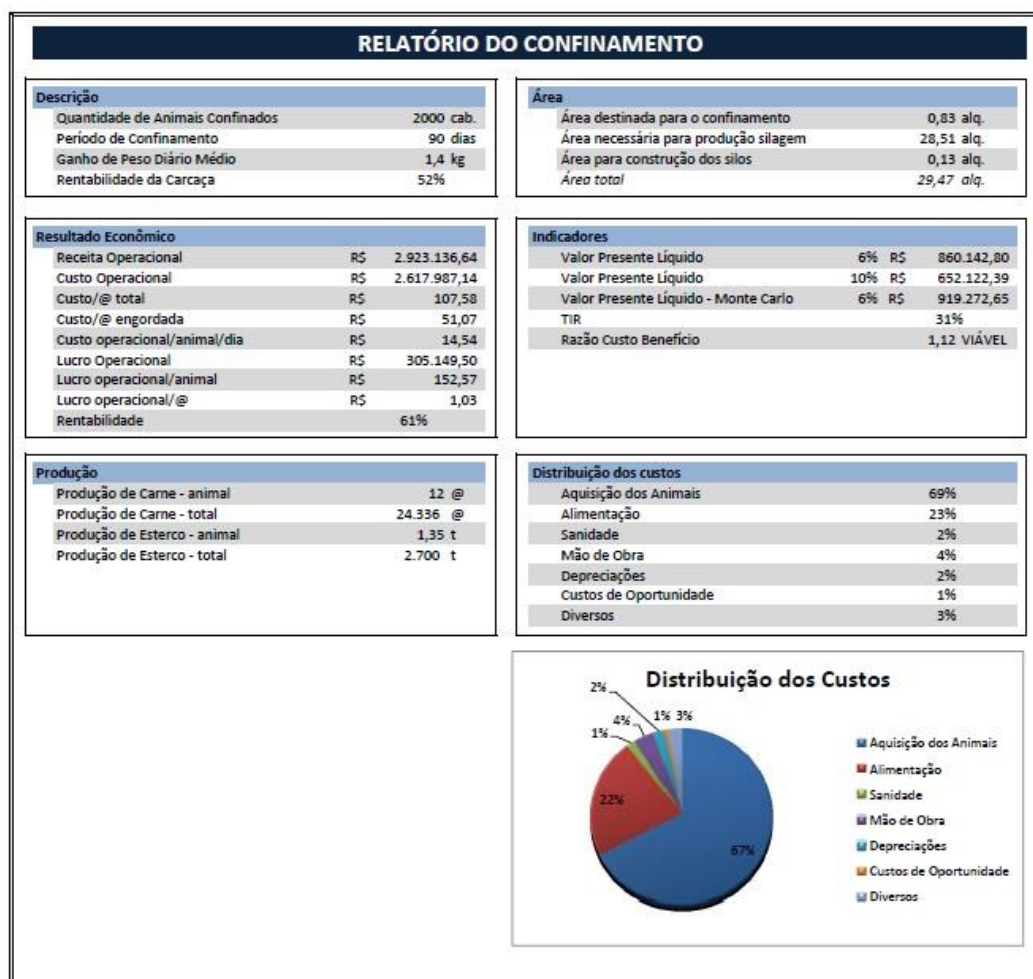 RELATÓRIO DO CONFINAMENTO
Descrição
Quantidade de Animais Confinados 2000 cab.
Período de Confinamento 90 dias
Ganho de Peso Diário Médio 1,4 kg
Rentabilidade da Carcaça 52%
Área
Área destinada para o confinamento 0,83 alq.
Área necessária para produção silagem 28,51 alq.
Área para construção dos silos 0,13 alq.
Área total 29,47 alq.
Resultado Econômico
Receita Operacional R$ 2.923.136,64
Custo Operacional R$ 2.617.987,14
Custo/@ total R$ 107,58
Custo/@ engordada R$ 51,07
Custo operacional/animal/dia R$ 14,54
Lucro Operacional R$ 305.149,50
Lucro operacional/animal R$ 152,57
Lucro operacional/@ R$ 1,03
Rentabilidade 61%
Indicadores
Valor Presente Líquido 6% R$ 860.142,80
Valor Presente Líquido 10% R$ 652.122,39
Valor Presente Líquido - Monte Carlo 6% R$ 919.272,65
TIR 31%
Razão Custo Benefício 1,12 VIÁVEL
Produção
Produção de Carne - animal 12 @
Produção de Carne - total 24.336 @
Produção de Esterco - animal 1,35 t
Produção de Esterco - total 2.700 t
Distribuição dos custos
Aquisição dos Animais 69%
Alimentação 23%
Sanidade 2%
Mão de Obra 4%
Depreciações 2%
Custos de Oportunidade 1%
Diversos 3%
Distribuição dos Custos
2%
4%
1% 3%
1%
22%
67%
Aquisição dos Animais
Alimentação
Sanidade
Mão de Obra
Depreciações
Custos de Oportunidade
Diversos